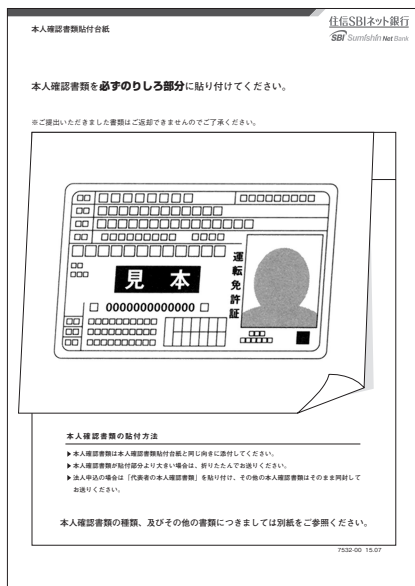 本人確認書類貼付台紙
住信SBIネット銀行
SBI Sumishin Net Bank
本人確認書類を必ずのりしろ部分に貼り付けてください。
※ご提出いただきました書類はご返却できませんのでご了承ください。
□□ □□□□□□□□□ □□□□□□□□□
□□ □□□□□□□□□□□□
□□ □□□□□□□□□□□□□□□□
□□ □□□□□□□□□ □□□□
□□□□□□□□□□□□□
□□
□□□
見 本
運転免許証
□ 0000000000000 □
□□ □□□□□□□□□□
□□ □□□□□□□□□□
□□ □□□□□□□□□□
□□□
□□□□□□
本人確認書類の貼付方法
▶本人確認書類は本人確認書類貼付台紙と同じ向きに添付してください。
▶本人確認書類が貼付部分より大きい場合は、折りたたんでお送りください。
▶法人申込の場合は「代表者の本人確認書類」を貼り付け、その他の本人確認書類はそのまま同封して
お送りください。
本人確認書類の種類、及びその他の書類につきましては別紙をご参照ください。
7532-00 15.07